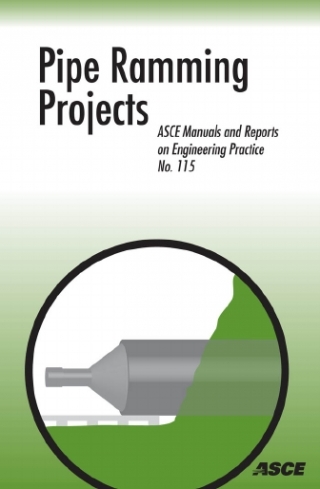 Pipe Ramming
Projects
ASCE Manuals and Reports
on Engineering Practice
No. 115
ASCE